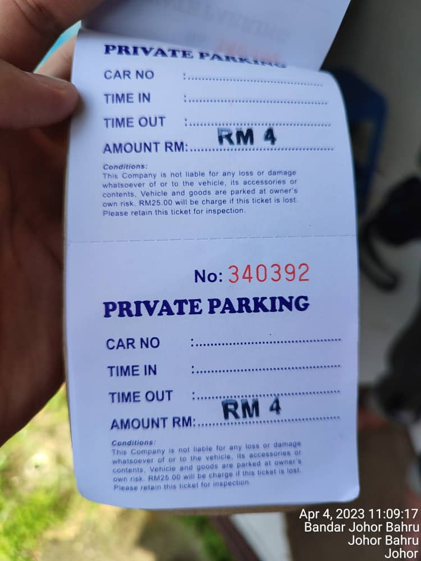 PRIVATE PARKING
CAR NO :
TIME IN :
TIME OUT :
RM 4
AMOUNT RM:
Conditions:
This Company is not liable for any loss or damage
whatsoever of or to the vehicle, its accessories or
contents. Vehicle and goods are parked at owner's
own risk. RM25.00 will be charge if this ticket is lost.
Please retain this ticket for inspection.
No: 340392
PRIVATE PARKING
CAR NO :
TIME IN :
TIME OUT :
RM 4
AMOUNT RM:
Conditions:
This Company is not liable for any loss or damage
whatsoever of or to the vehicle, its accessories or
contents. Vehicle and goods are parked at owner's
own risk. RM25.00 will be charge if this ticket is lost.
Please retain this ticket for inspection.
Apr 4, 2023 11:09:17
Bandar Johor Bahru
Johor Bahru
Johor